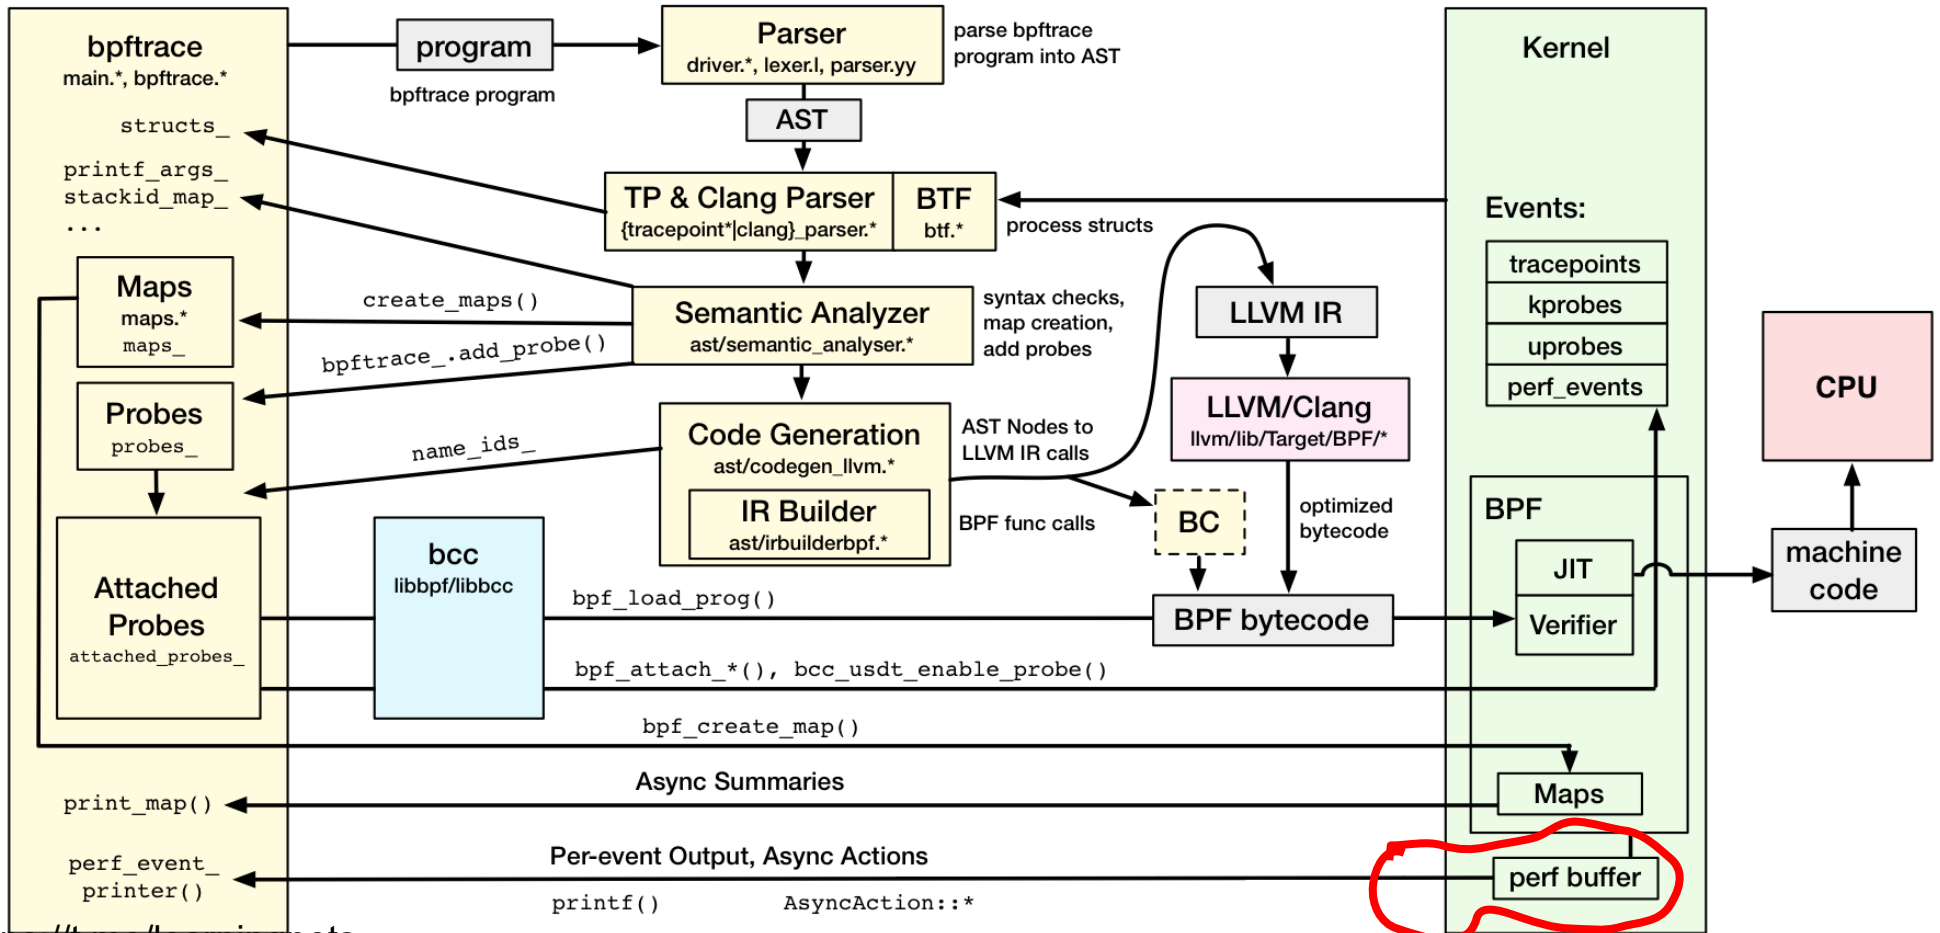 bpftrace
main.*, bpftrace.*
structs_
printf_args_
stackid_map_
...
Maps
maps.*
maps_
Probes
probes_
Attached
Probes
attached_probes_
print_map()
perf_event_
printer()
program
bpftrace program
Parser
driver.*, lexer.l, parser.yy
parse bpftrace
program into AST
AST
TP & Clang Parser
{tracepoint*|clang}_parser.*
BTF
btf.*
process structs
create_maps()
Semantic Analyzer
ast/semantic_analyser.*
syntax checks,
map creation,
add probes
bpftrace_.add_probe()
name_ids_
Code Generation
ast/codegen_llvm.*
IR Builder
ast/irbuilderbpf.*
AST Nodes to
LLVM IR calls
BPF func calls
LLVM IR
LLVM/Clang
llvm/lib/Target/BPF/*
optimized
bytecode
BC
BPF bytecode
bcc
libbpf/libbcc
bpf_load_prog()
bpf_attach_*(), bcc_usdt_enable_probe()
bpf_create_map()
Async Summaries
Per-event Output, Async Actions
printf()
AsyncAction::*
Kernel
Events:
tracepoints
kprobes
uprobes
perf_events
BPF
JIT
Verifier
Maps
perf buffer
machine
code
CPU